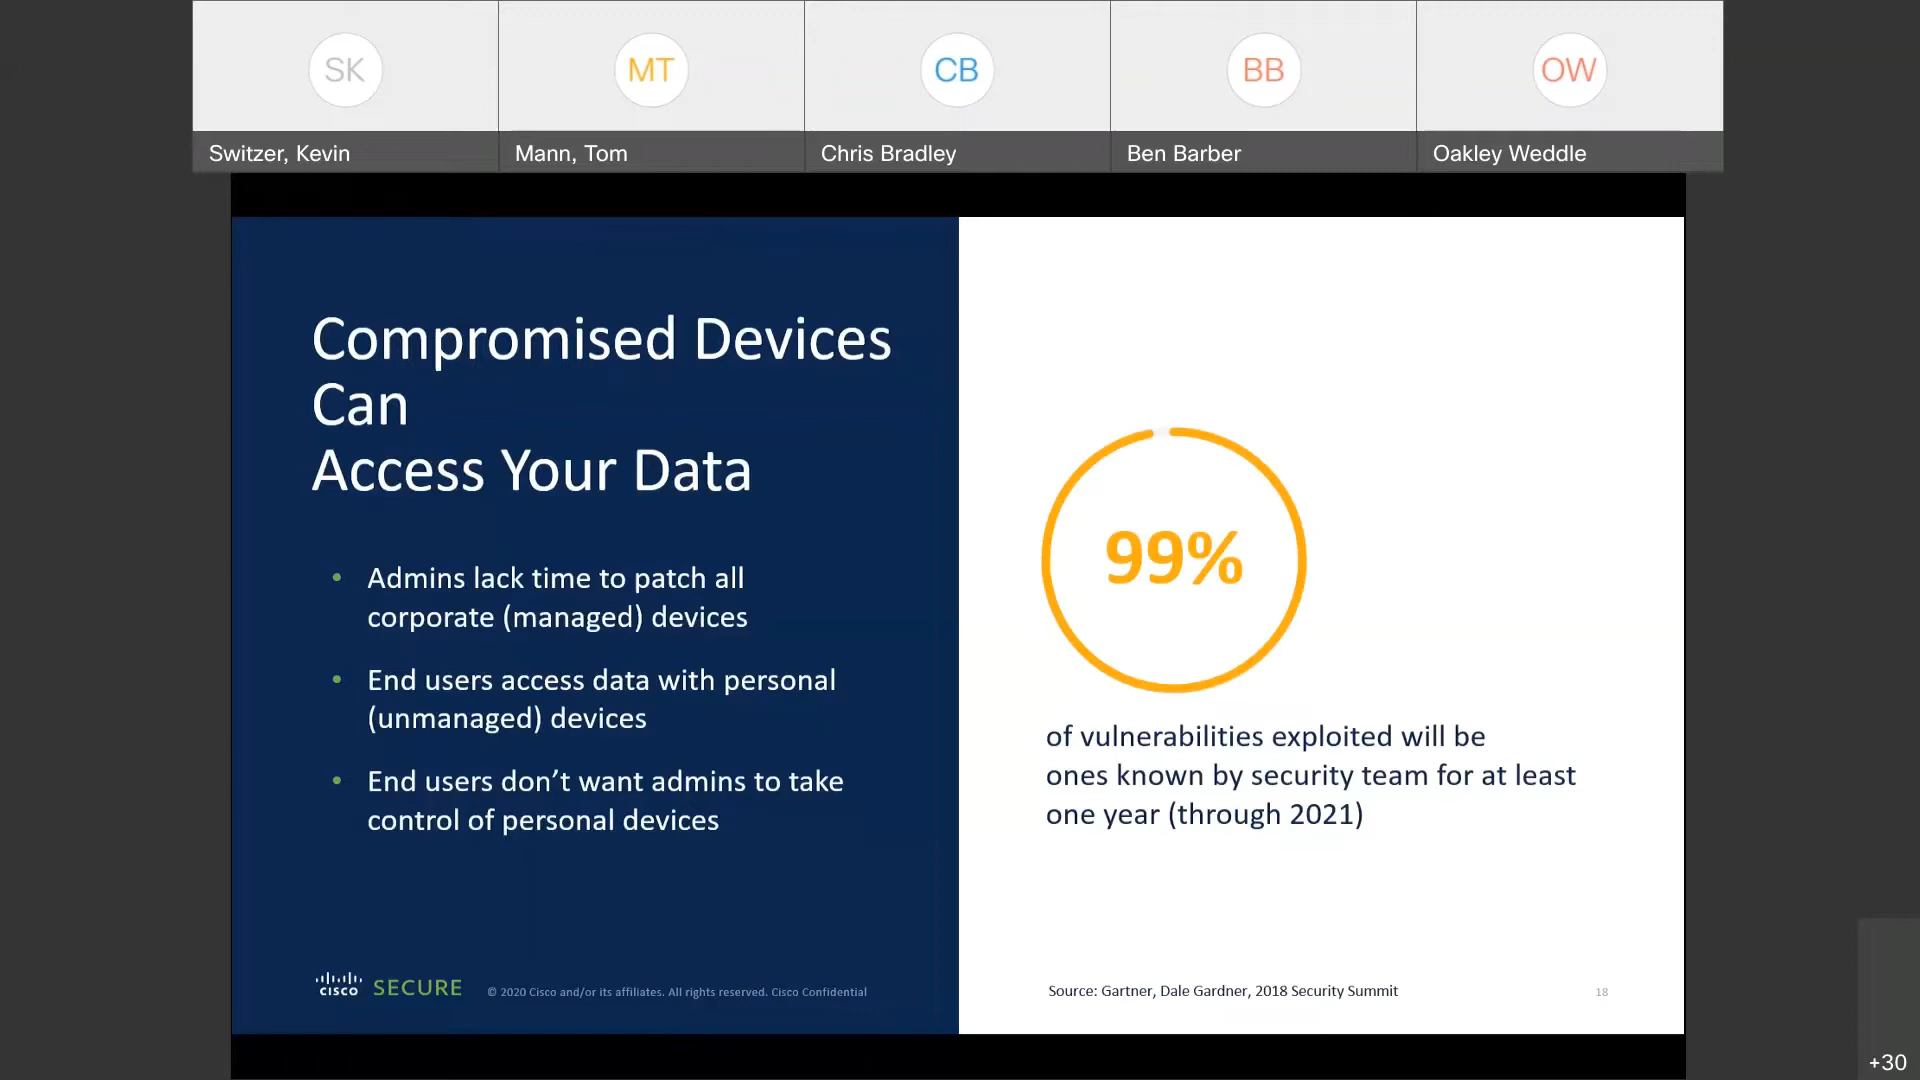 SK
MT
CB
BB
OW
Switzer, Kevin
Mann, Tom
Chris Bradley
Ben Barber
Oakley Weddle
Compromised Devices
Can
Access Your Data
• Admins lack time to patch all
corporate (managed) devices
• End users access data with personal
(unmanaged) devices
• End users don’t want admins to take
control of personal devices
99%
of vulnerabilities exploited will be
ones known by security team for at least
one year (through 2021)
CISCO SECURE
© 2020 Cisco and/or its affiliates. All rights reserved. Cisco Confidential
Source: Gartner, Dale Gardner, 2018 Security Summit
18
+30